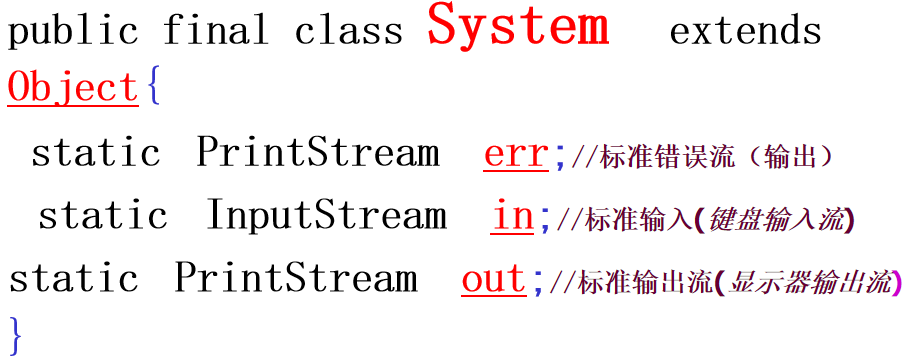 public final class System extends
Object{
static PrintStream err;//标准错误流（输出）
static InputStream in;//标准输入(键盘输入流)
static PrintStream out;//标准输出流(显示器输出流)
}